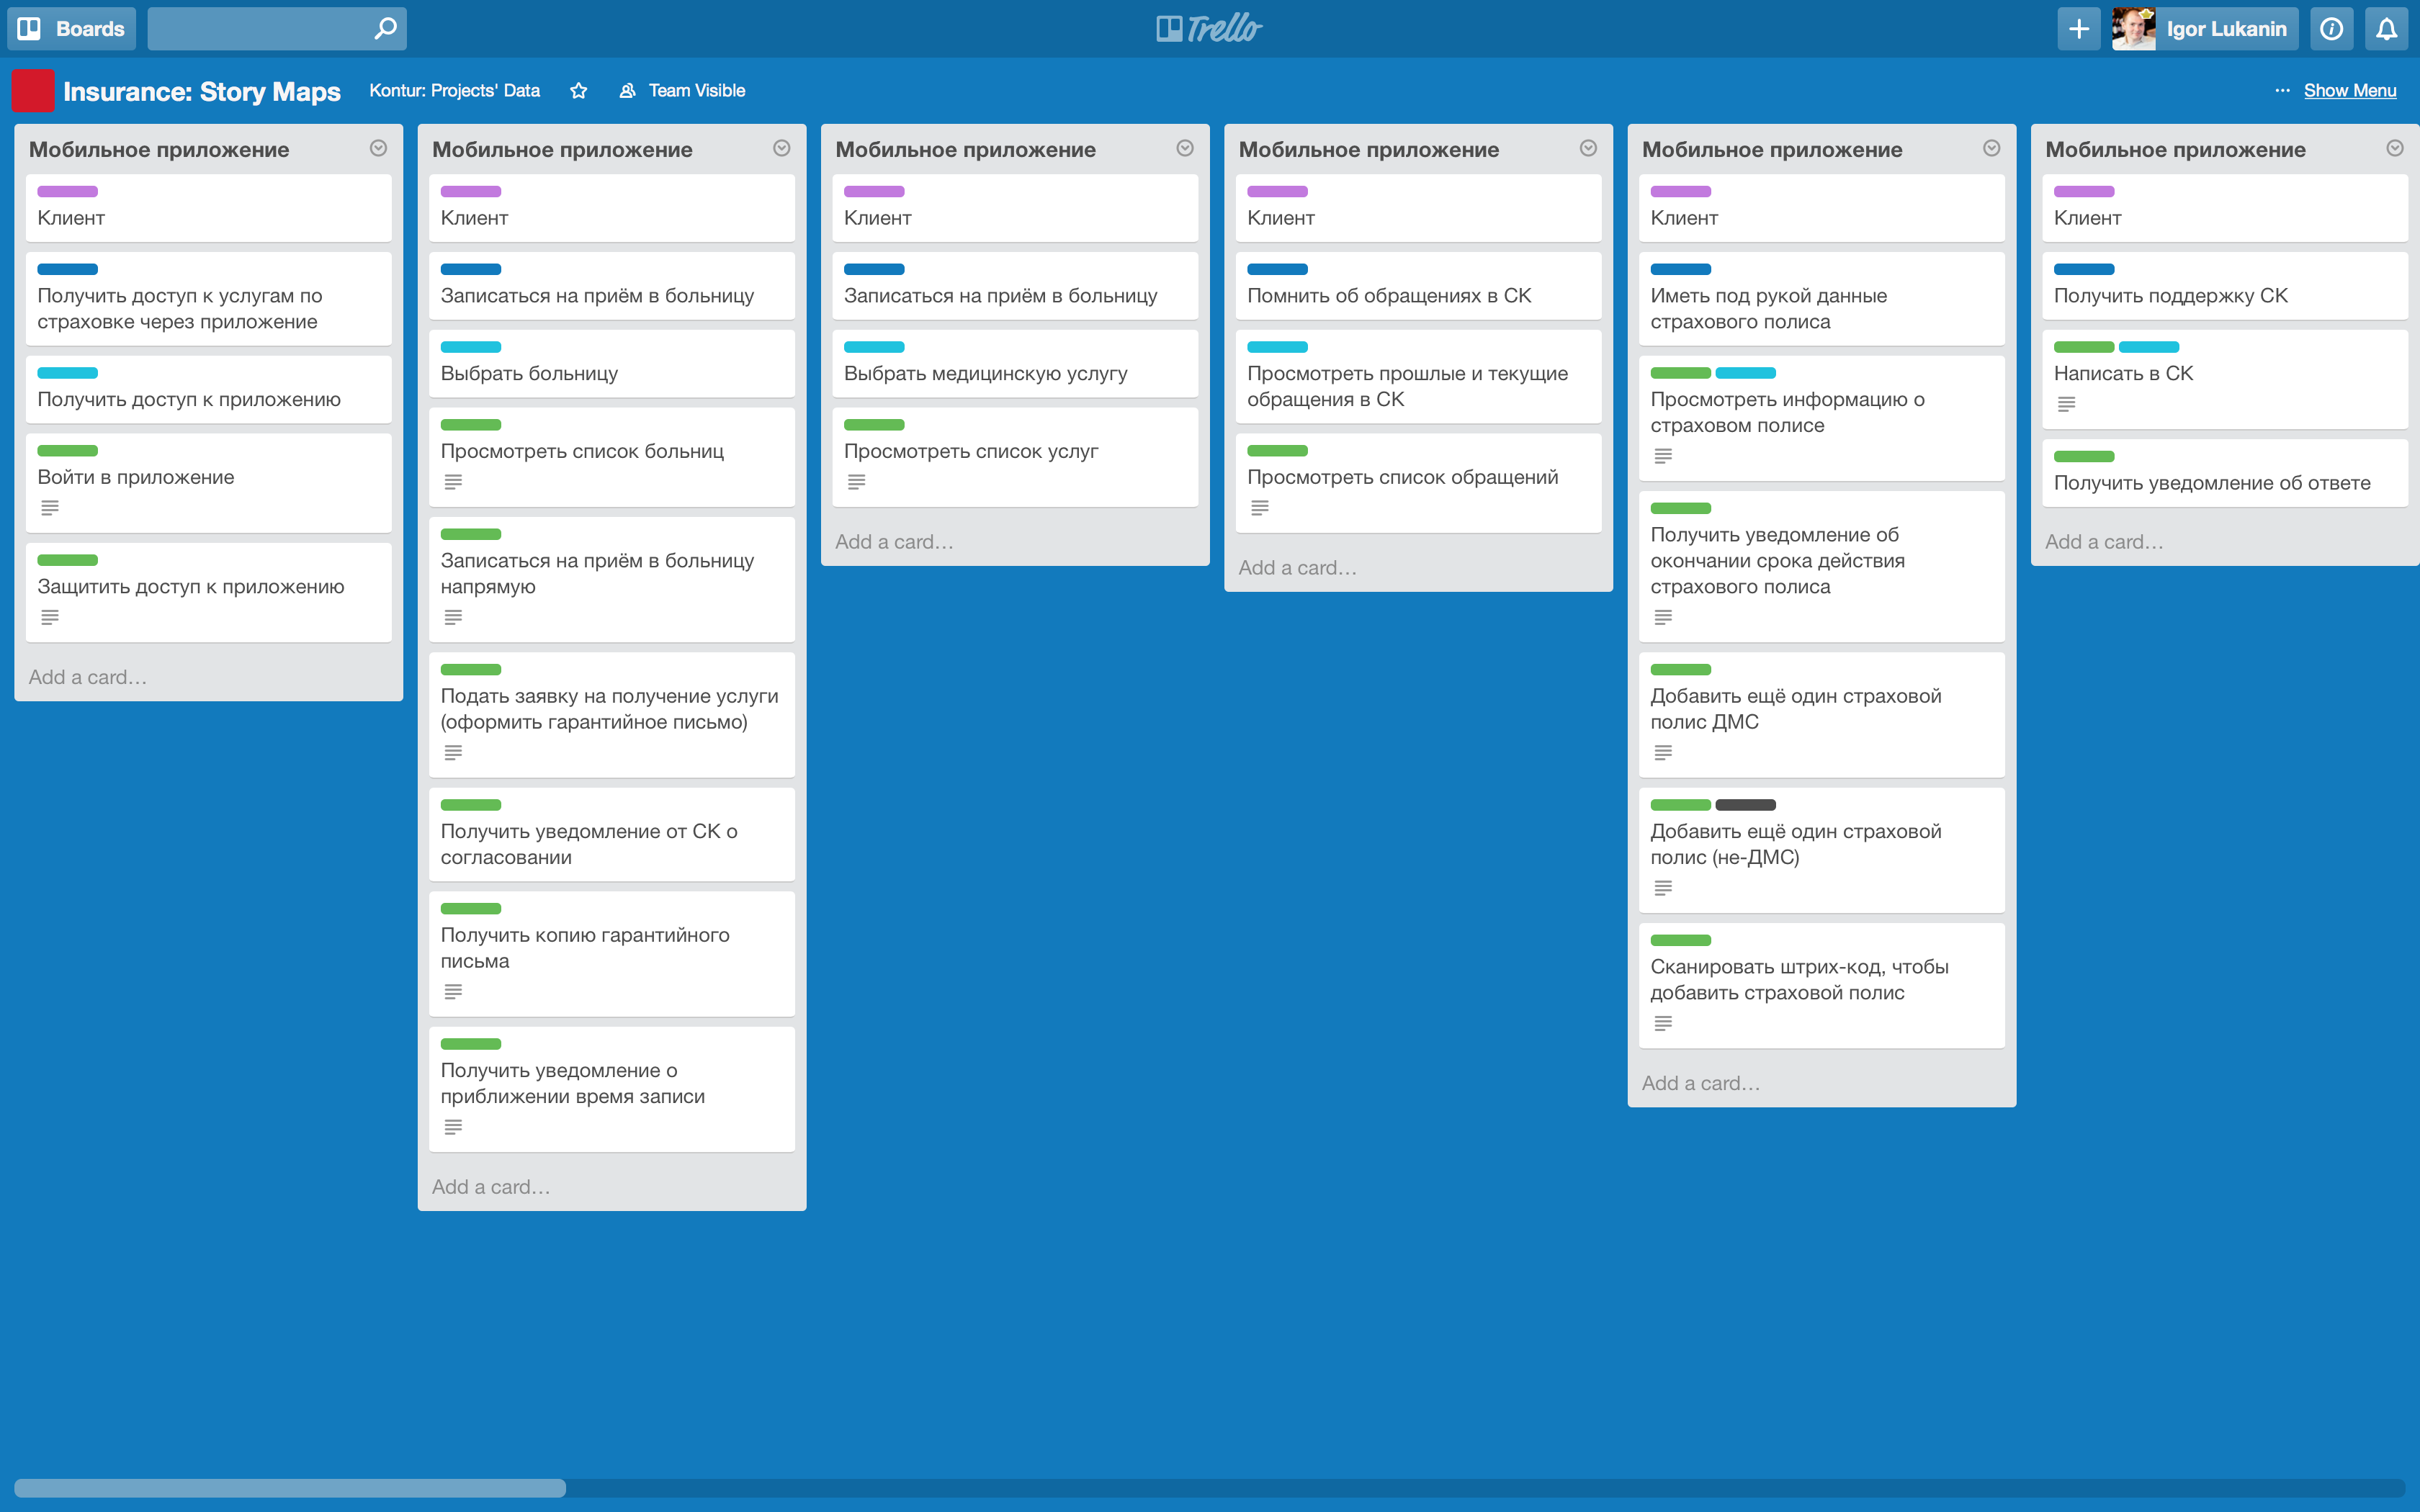 Boards
Trello
Igor Lukanin
Insurance: Story Maps
Kontur: Projects' Data
Team Visible
... Show Menu
Мобильное приложение
Клиент
Получить доступ к услугам по
страховке через приложение
Получить доступ к приложению
Войти в приложение
Защитить доступ к приложению
Add a card…
Мобильное приложение
Клиент
Записаться на приём в больницу
Выбрать больницу
Просмотреть список больниц
Записаться на приём в больницу
напрямую
Подать заявку на получение услуги
(оформить гарантийное письмо)
Получить уведомление от СК о
согласовании
Получить копию гарантийного
письма
Получить уведомление о
приближении время записи
Add a card…
Мобильное приложение
Клиент
Записаться на приём в больницу
Выбрать медицинскую услугу
Просмотреть список услуг
Add a card…
Мобильное приложение
Клиент
Помнить об обращениях в СК
Просмотреть прошлые и текущие
обращения в СК
Просмотреть список обращений
Add a card…
Мобильное приложение
Клиент
Иметь под рукой данные
страхового полиса
Просмотреть информацию о
страховом полисе
Получить уведомление об
окончании срока действия
страхового полиса
Добавить ещё один страховой
полис ДМС
Добавить ещё один страховой
полис (не-ДМС)
Сканировать штрих-код, чтобы
добавить страховой полис
Add a card…
Мобильное приложение
Клиент
Получить поддержку СК
Написать в СК
Получить уведомление об ответе
Add a card…